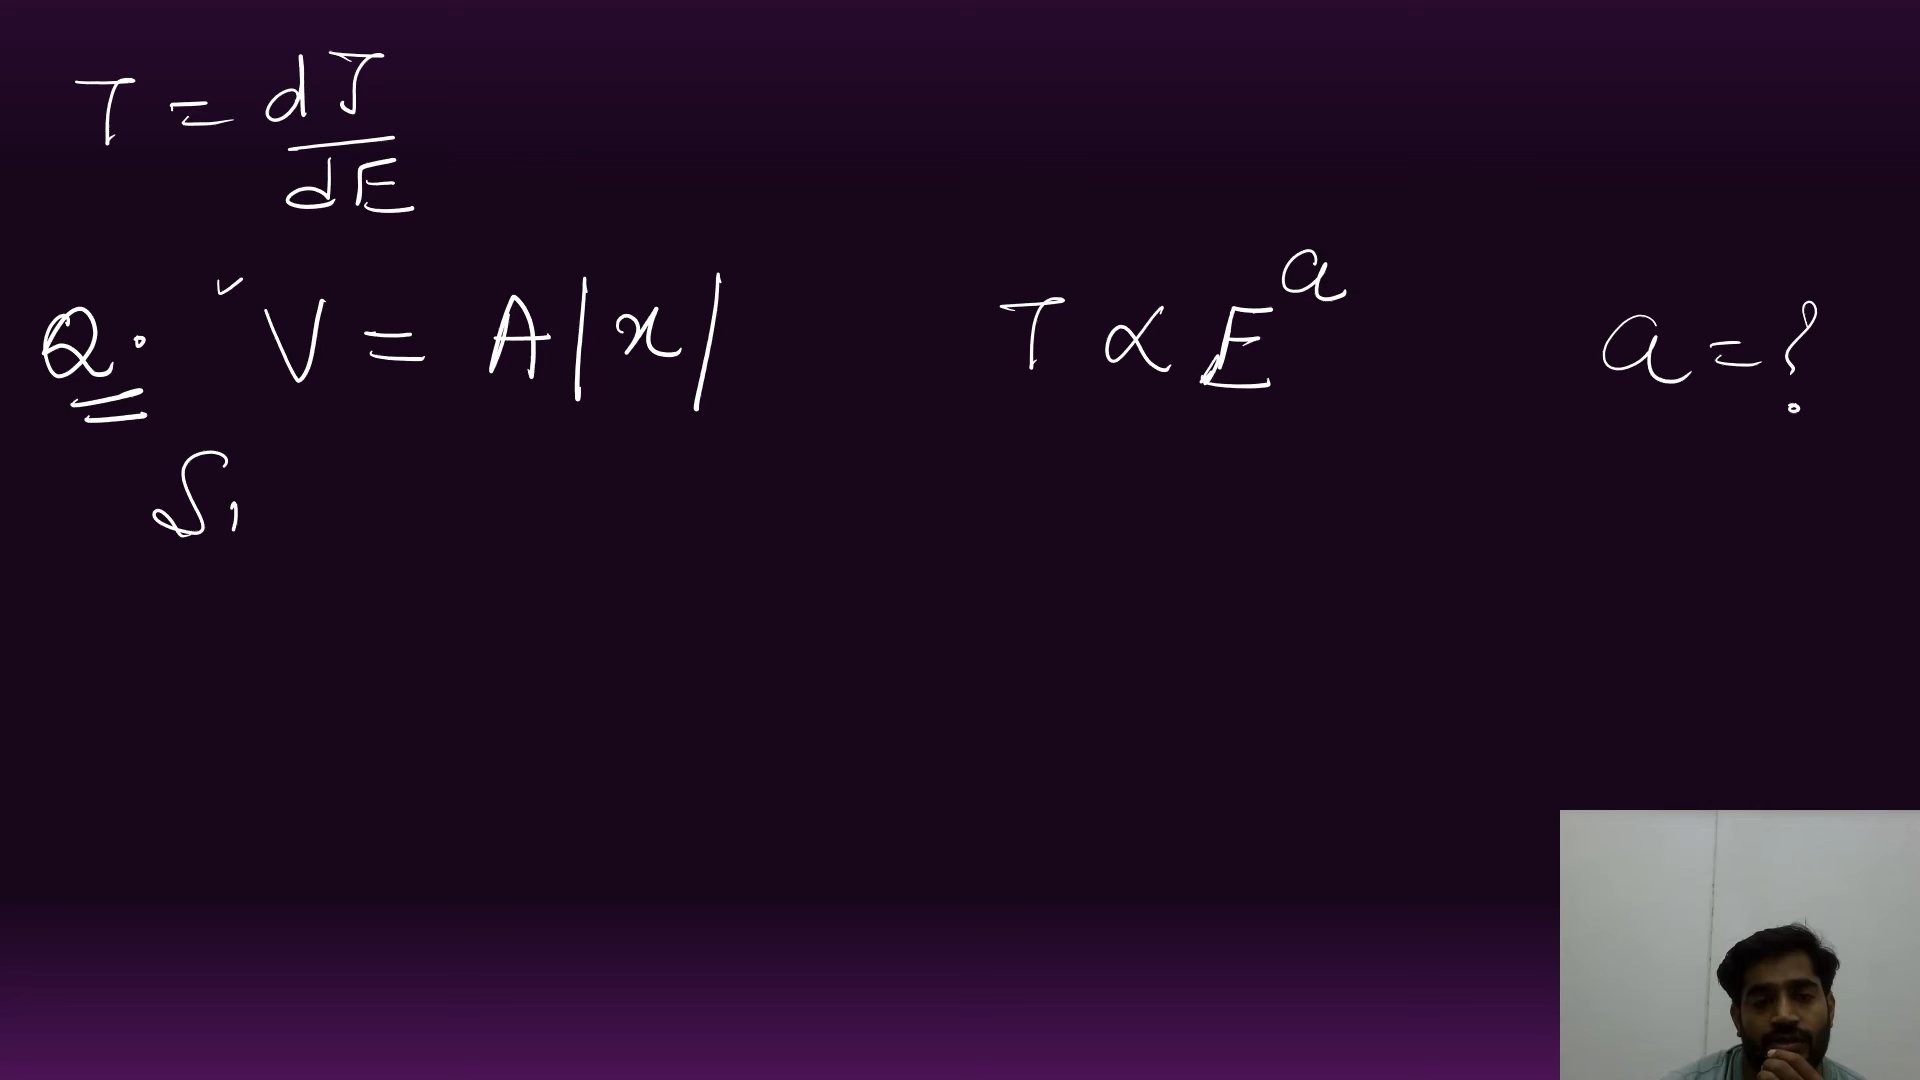 T = dJ/dE
Q. ✓ V = A|x| T ∝ E^a a = ?
S,